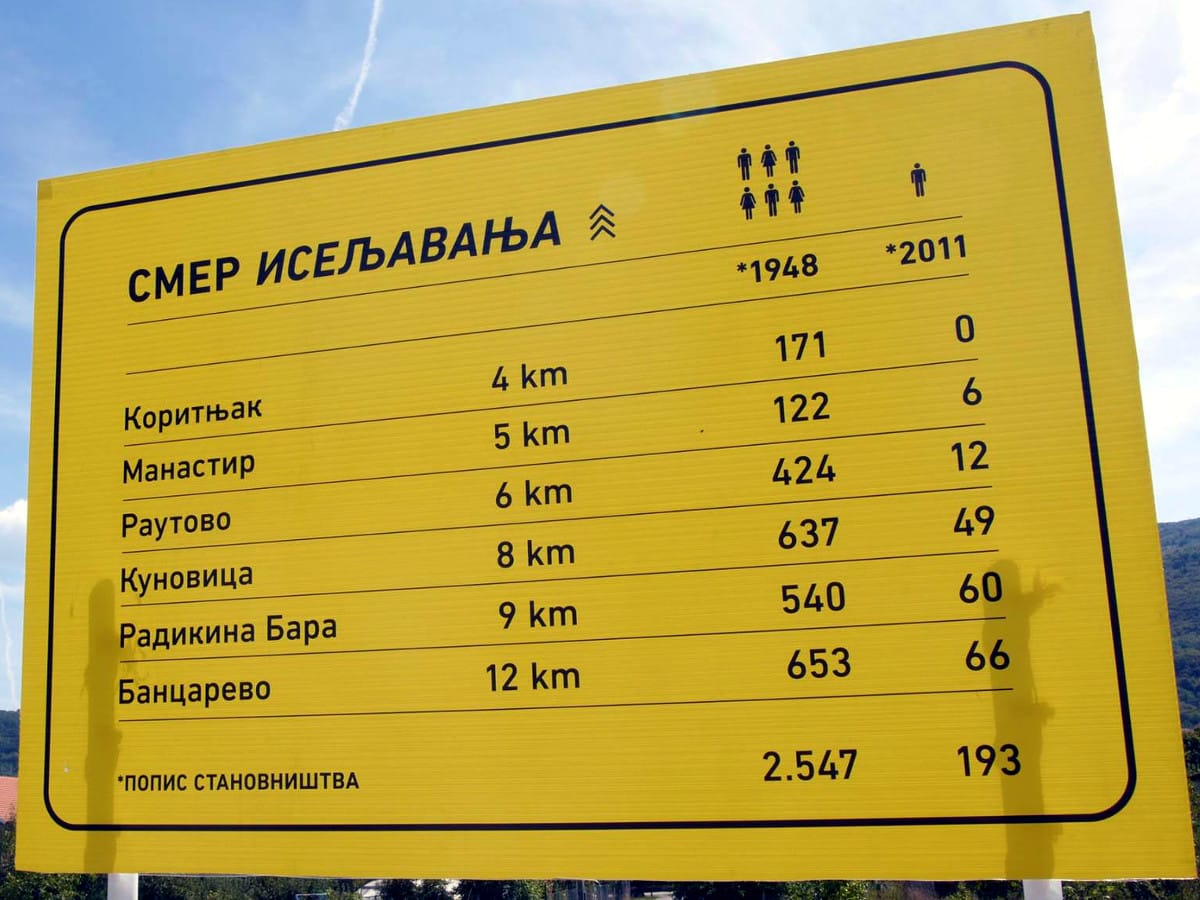 СМЕР ИСЕЉАВАЊА
*1948 *2011
Коритњак 4 km 171 0
Манастир 5 km 122 6
Раутово 6 km 424 12
Куновица 8 km 637 49
Радикина Бара 9 km 540 60
Банцарево 12 km 653 66
*ПОПИС СТАНОВНИШТВА 2.547 193